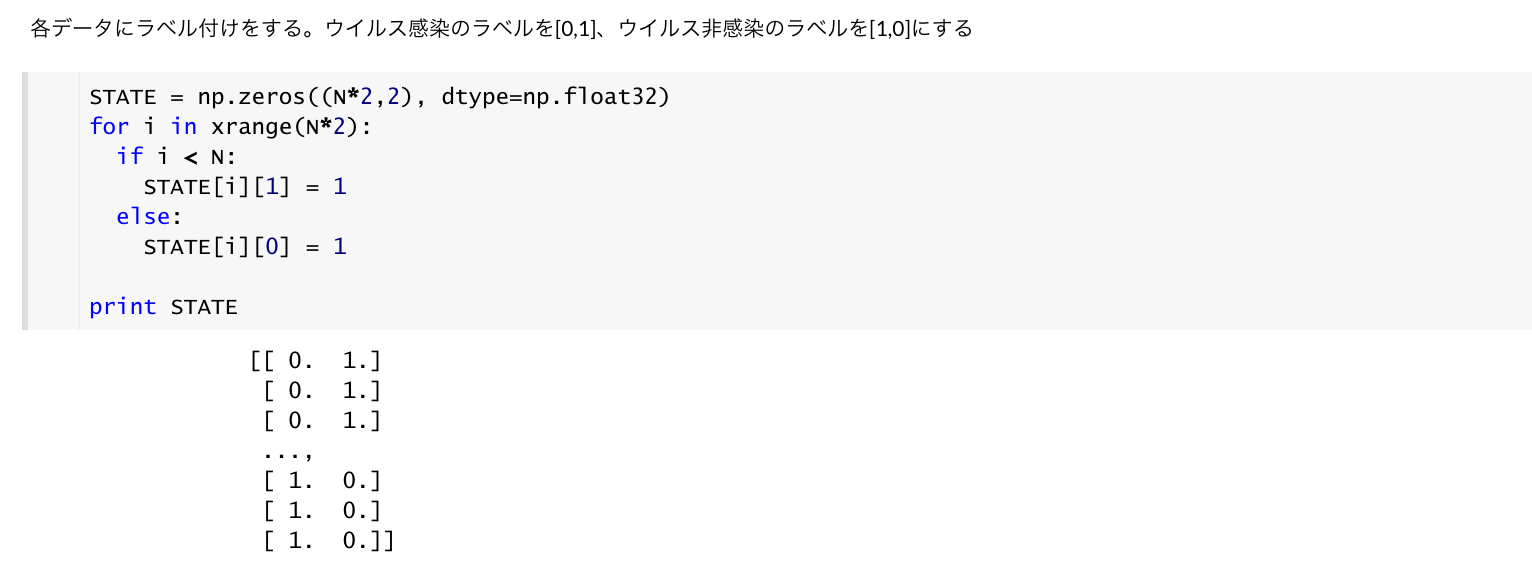 各データにラベル付けをする。ウイルス感染のラベルを[0,1]、ウイルス非感染のラベルを[1,0]にする
STATE = np.zeros((N*2,2), dtype=np.float32)
for i in xrange(N*2):
  if i < N:
    STATE[i][1] = 1
  else:
    STATE[i][0] = 1

print STATE
[[ 0.  1.]
 [ 0.  1.]
 [ 0.  1.]
 ...,
 [ 1.  0.]
 [ 1.  0.]
 [ 1.  0.]]